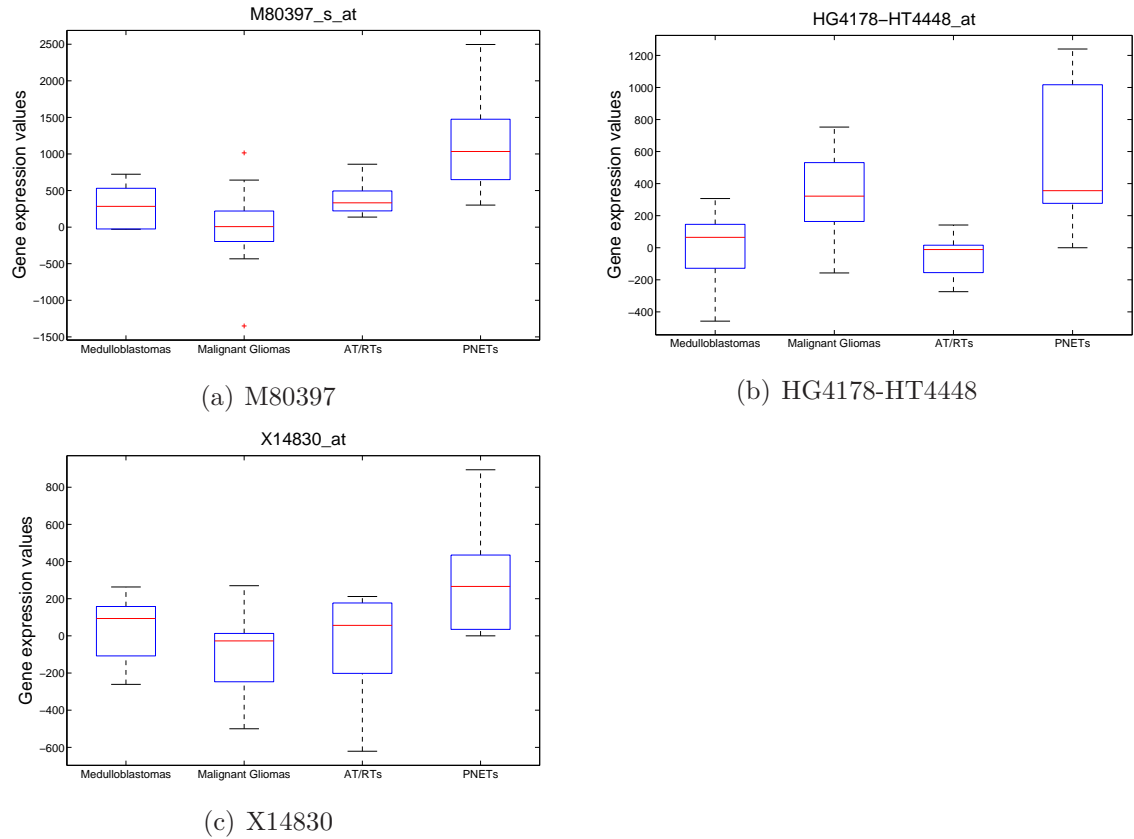 M80397_s_at
Gene expression values
2500
2000
1500
1000
500
0
−500
−1000
−1500
Medulloblastomas Malignant Gliomas AT/RTs PNETs
(a) M80397
HG4178−HT4448_at
Gene expression values
1200
1000
800
600
400
200
0
−200
−400
Medulloblastomas Malignant Gliomas AT/RTs PNETs
(b) HG4178-HT4448
X14830_at
Gene expression values
800
600
400
200
0
−200
−400
−600
Medulloblastomas Malignant Gliomas AT/RTs PNETs
(c) X14830